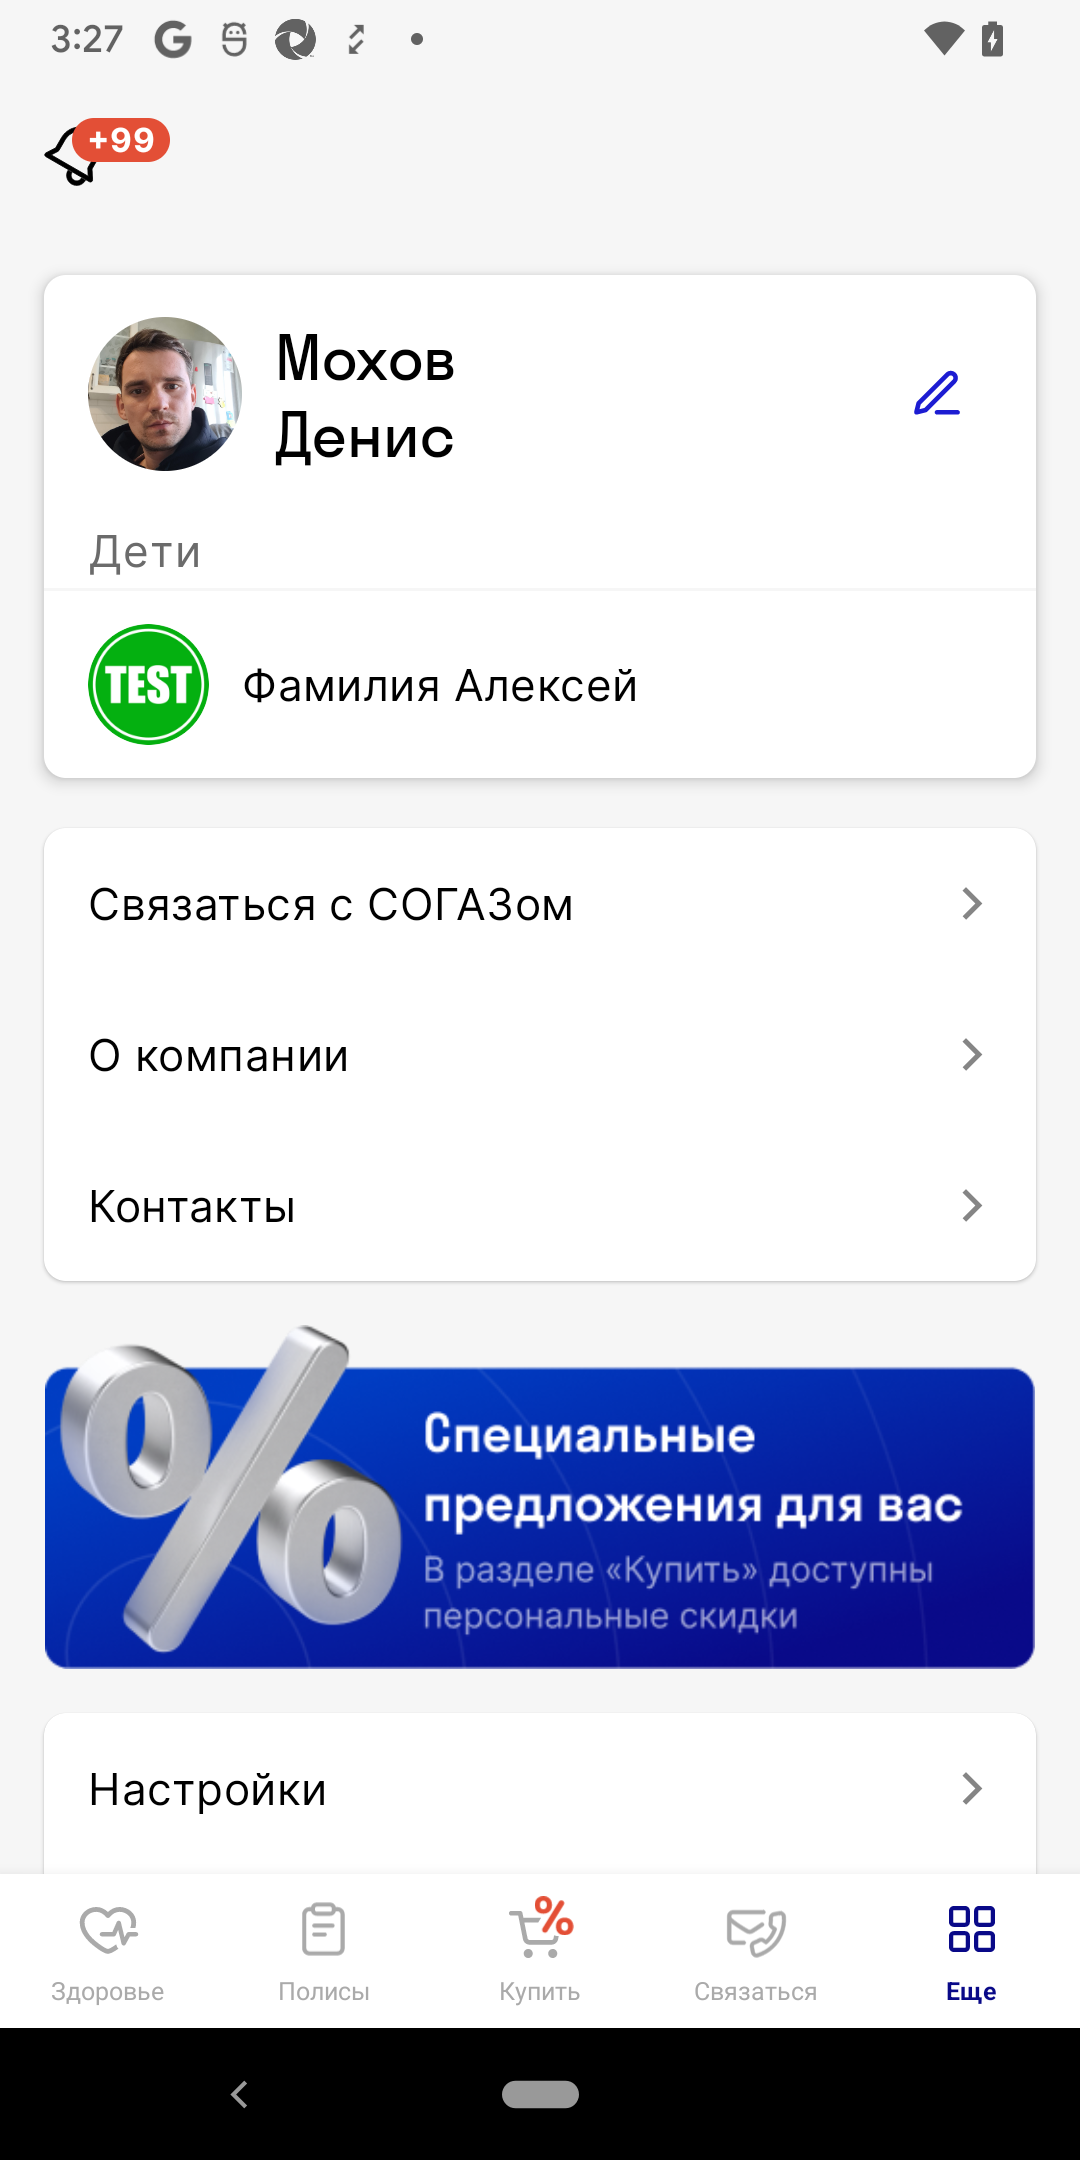 3:27
+99
Мохов
Денис
Дети
TEST
Фамилия Алексей
Связаться с СОГАЗом
О компании
Контакты
Специальные
предложения для вас
В разделе «Купить» доступны
персональные скидки
Настройки
Здоровье
Полисы
Купить
Связаться
Еще